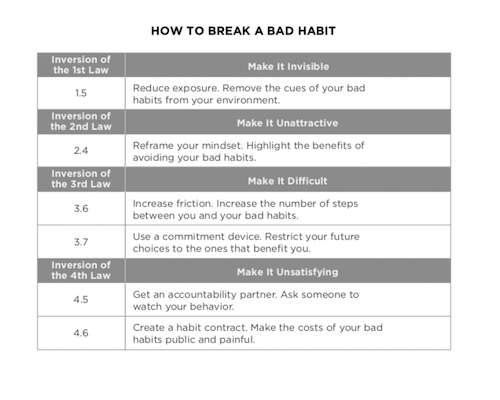 HOW TO BREAK A BAD HABIT
Inversion of
the 1st Law
Make It Invisible
1.5
Reduce exposure. Remove the cues of your bad
habits from your environment.
Inversion of
the 2nd Law
Make It Unattractive
2.4
Reframe your mindset. Highlight the benefits of
avoiding your bad habits.
Inversion of
the 3rd Law
Make It Difficult
3.6
Increase friction. Increase the number of steps
between you and your bad habits.
3.7
Use a commitment device. Restrict your future
choices to the ones that benefit you.
Inversion of
the 4th Law
Make It Unsatisfying
4.5
Get an accountability partner. Ask someone to
watch your behavior.
4.6
Create a habit contract. Make the costs of your bad
habits public and painful.